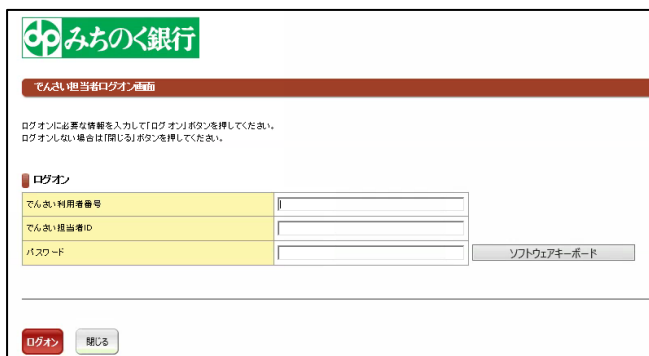 dp みちのく銀行
でんさい担当者ログオン画面
ログオンに必要な情報を入力して「ログオン」ボタンを押してください。
ログオンしない場合は「閉じる」ボタンを押してください。
ログオン
でんさい利用者番号
でんさい担当者ID
パスワード ソフトウェアキーボード
ログオン 閉じる